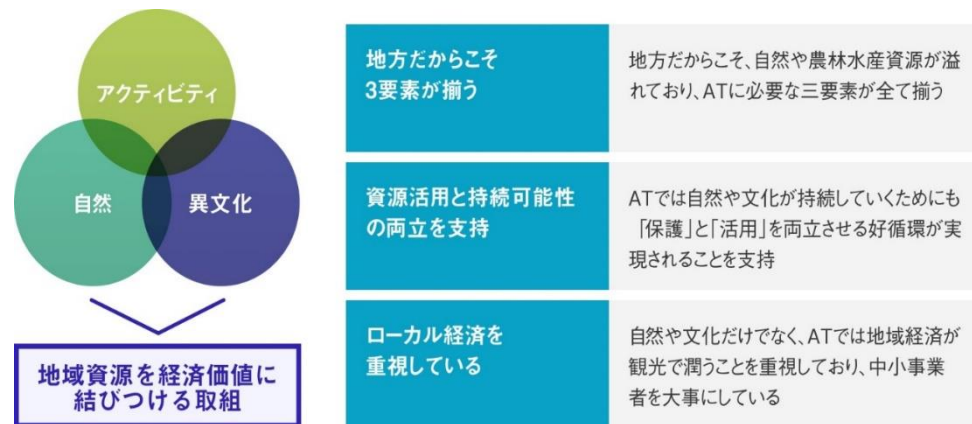 アクティビティ
自然
異文化
地域資源を経済価値に
結びつける取組
地方だからこそ
3要素が揃う
地方だからこそ、自然や農林水産資源が溢
れており、ATに必要な三要素が全て揃う
資源活用と持続可能性
の両立を支持
ATでは自然や文化が持続していくためにも
「保護」と「活用」を両立させる好循環が実
現されることを支持
ローカル経済を
重視している
自然や文化だけでなく、ATでは地域経済が
観光で潤うことを重視しており、中小事業
者を大事にしている